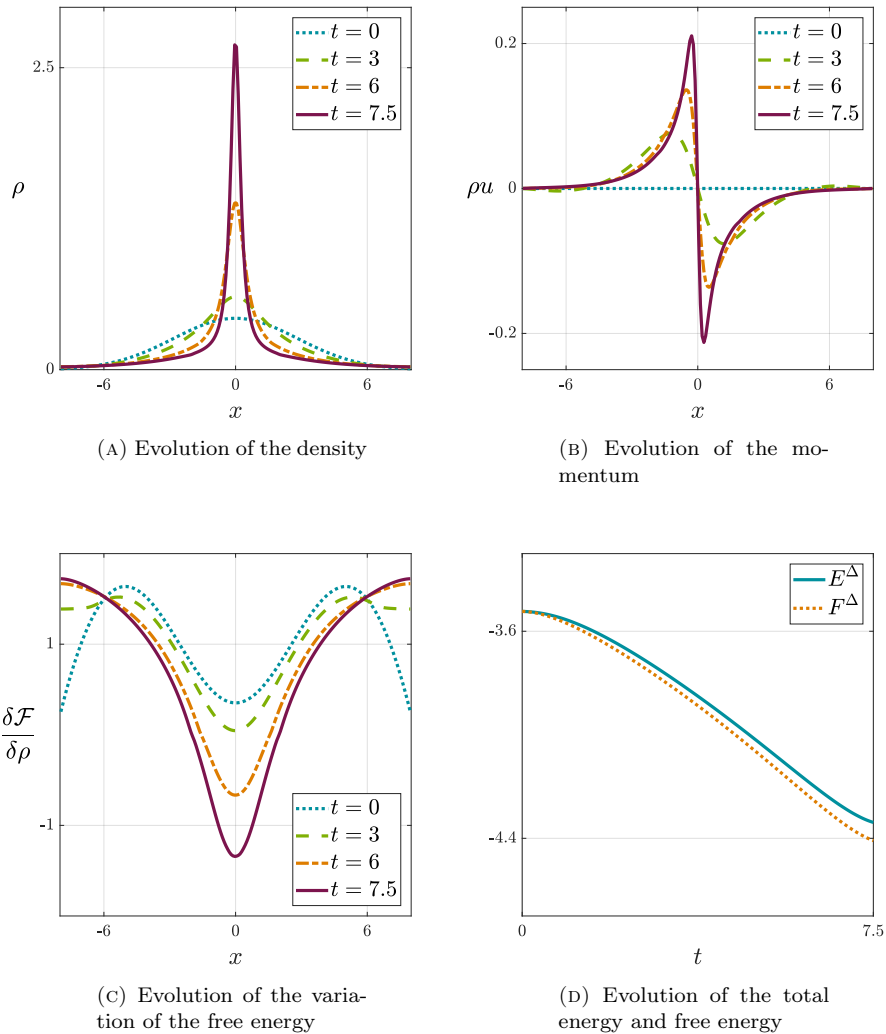 2.5
ρ
0
-6
0
6
x
t = 0
t = 3
t = 6
t = 7.5
(A) Evolution of the density
0.2
ρu
0
-0.2
-6
0
6
x
t = 0
t = 3
t = 6
t = 7.5
(B) Evolution of the mo-
mentum
1
δℱ
δρ
-1
-6
0
6
x
t = 0
t = 3
t = 6
t = 7.5
(C) Evolution of the varia-
tion of the free energy
-3.6
-4.4
0
7.5
t
E^Δ
F^Δ
(D) Evolution of the total
energy and free energy